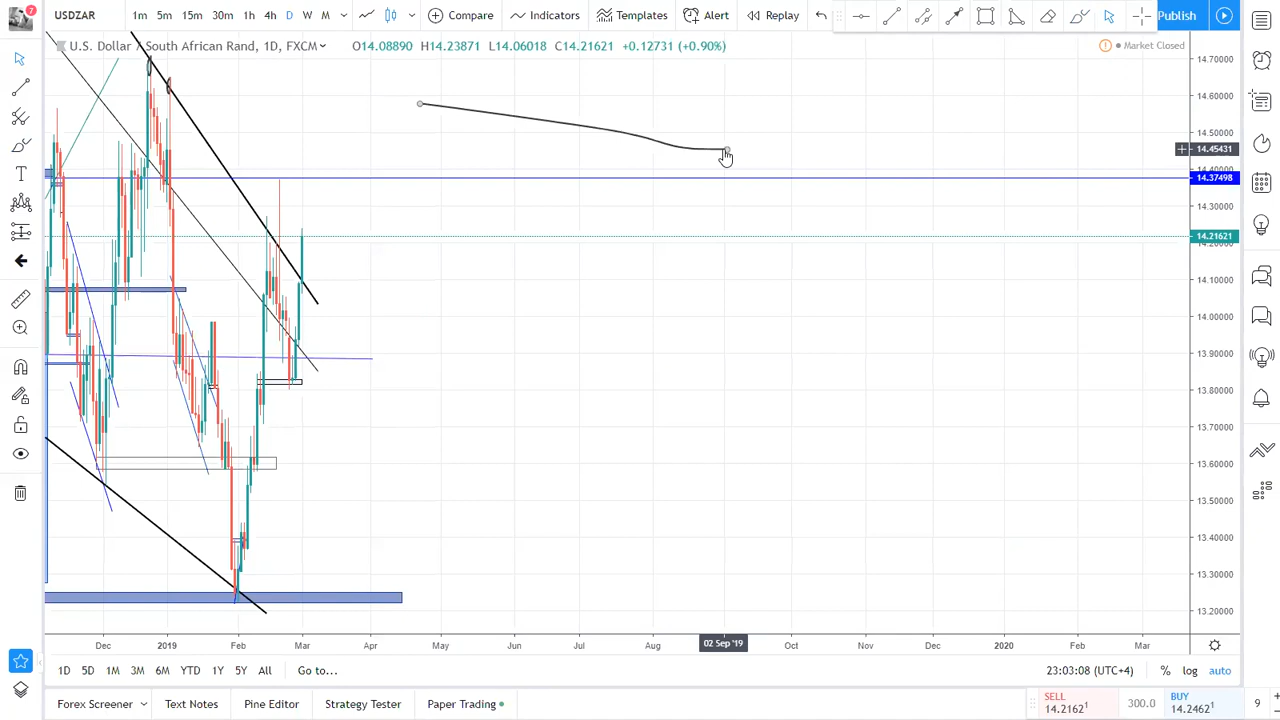 7
USDZAR
1m 5m 15m 30m 1h 4h D W M
Compare
Indicators
Templates
Alert
Replay
Publish
U.S. Dollar / South African Rand, 1D, FXCM
O14.08890 H14.23871 L14.06018 C14.21621 +0.12731 (+0.90%)
Market Closed
14.70000
14.60000
14.50000
14.45431
14.40000
14.37498
14.30000
14.21621
14.20000
14.10000
14.00000
13.90000
13.80000
13.70000
13.60000
13.50000
13.40000
13.30000
13.20000
Dec 2019 Feb Mar Apr May Jun Jul Aug 02 Sep '19 Oct Nov Dec 2020 Feb Mar
1D 5D 1M 3M 6M YTD 1Y 5Y All Go to...
23:03:08 (UTC+4) % log auto
Forex Screener Text Notes Pine Editor Strategy Tester Paper Trading
SELL
14.2162¹
300.0
BUY
14.2462¹
9